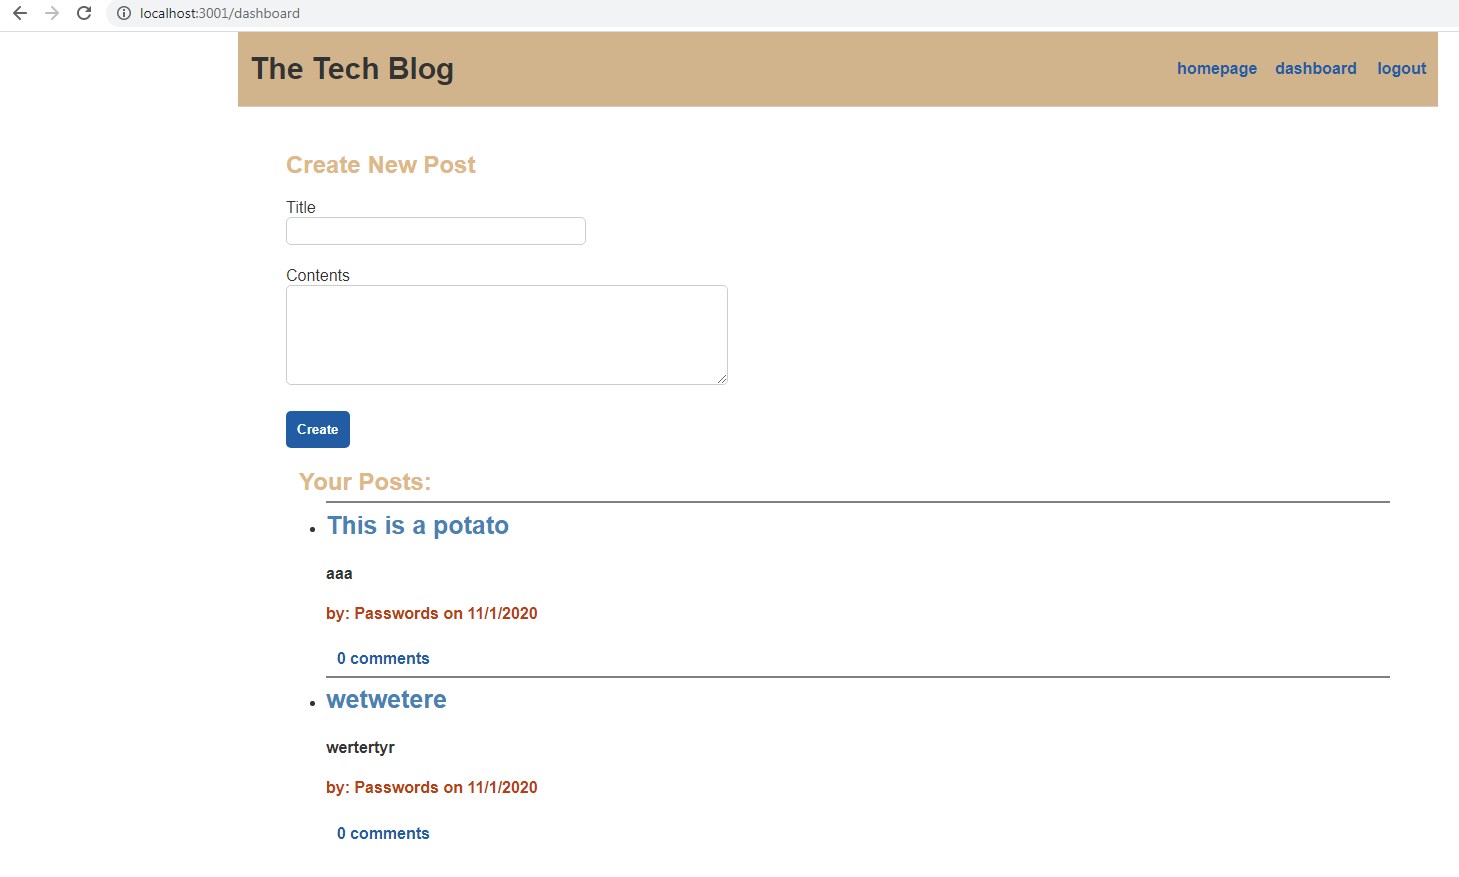 localhost:3001/dashboard
The Tech Blog homepage dashboard logout
Create New Post
Title
Contents
Create
Your Posts:
This is a potato
aaa
by: Passwords on 11/1/2020
0 comments
wetwetere
wertertyr
by: Passwords on 11/1/2020
0 comments